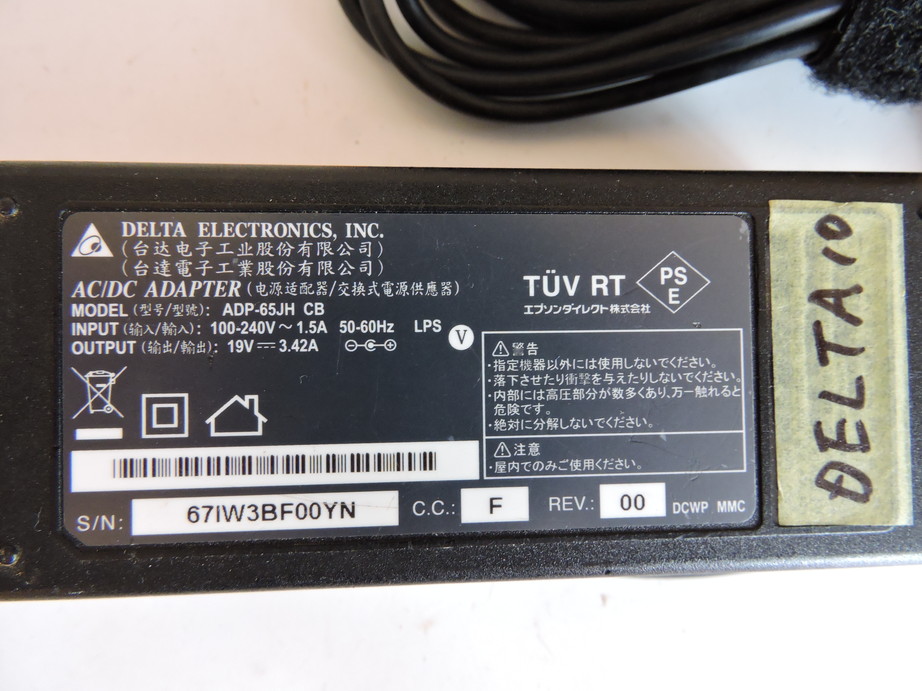 DELTA ELECTRONICS, INC.
(台达电子工业股份有限公司)
(台達電子工業股份有限公司)
AC/DC ADAPTER (电源适配器/交換式電源供應器)
MODEL (型号/型號): ADP-65JH CB
INPUT (输入/輸入): 100-240V ~ 1.5A 50-60Hz LPS
OUTPUT (输出/輸出): 19V⎓3.42A
V
TÜV RT
エプソンダイレクト株式会社
PS
E
警告
・指定機器以外には使用しないでください。
・落下させたり衝撃を与えたりしないでください。
・内部には高圧部分が数多くあり、万一触れると
危険です。
・絶対に分解しないでください。
注意
・屋内でのみご使用ください。
S/N: 67IW3BF00YN C.C.: F REV.: 00 DCWP MMC
DELTA 10